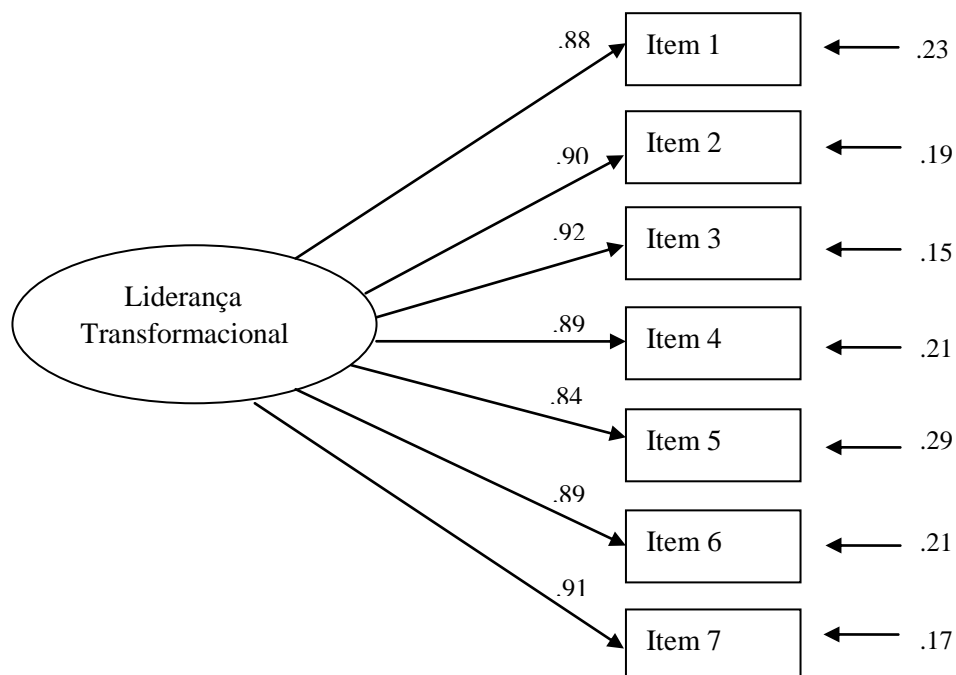 .88
Item 1
.23
.90
Item 2
.19
.92
Item 3
.15
Liderança
Transformacional
.89
Item 4
.21
.84
Item 5
.29
.89
Item 6
.21
.91
Item 7
.17